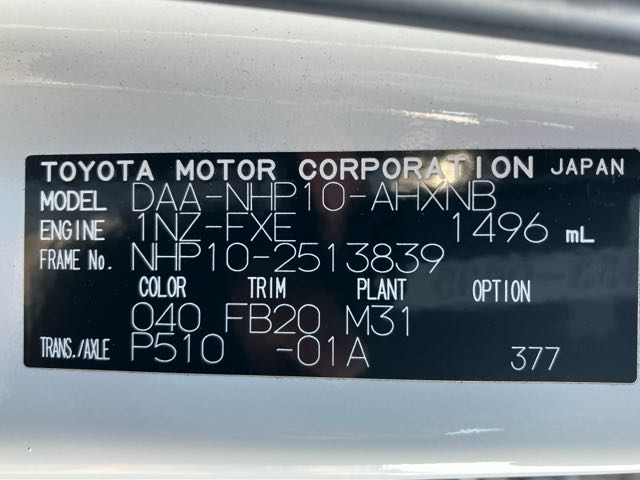 TOYOTA MOTOR CORPORATION JAPAN
MODEL DAA-NHP10-AHXNB
ENGINE 1NZ-FXE 1496 mL
FRAME No. NHP10-2513839
COLOR TRIM PLANT OPTION
040 FB20 M31
TRANS./AXLE P510 -01A 377